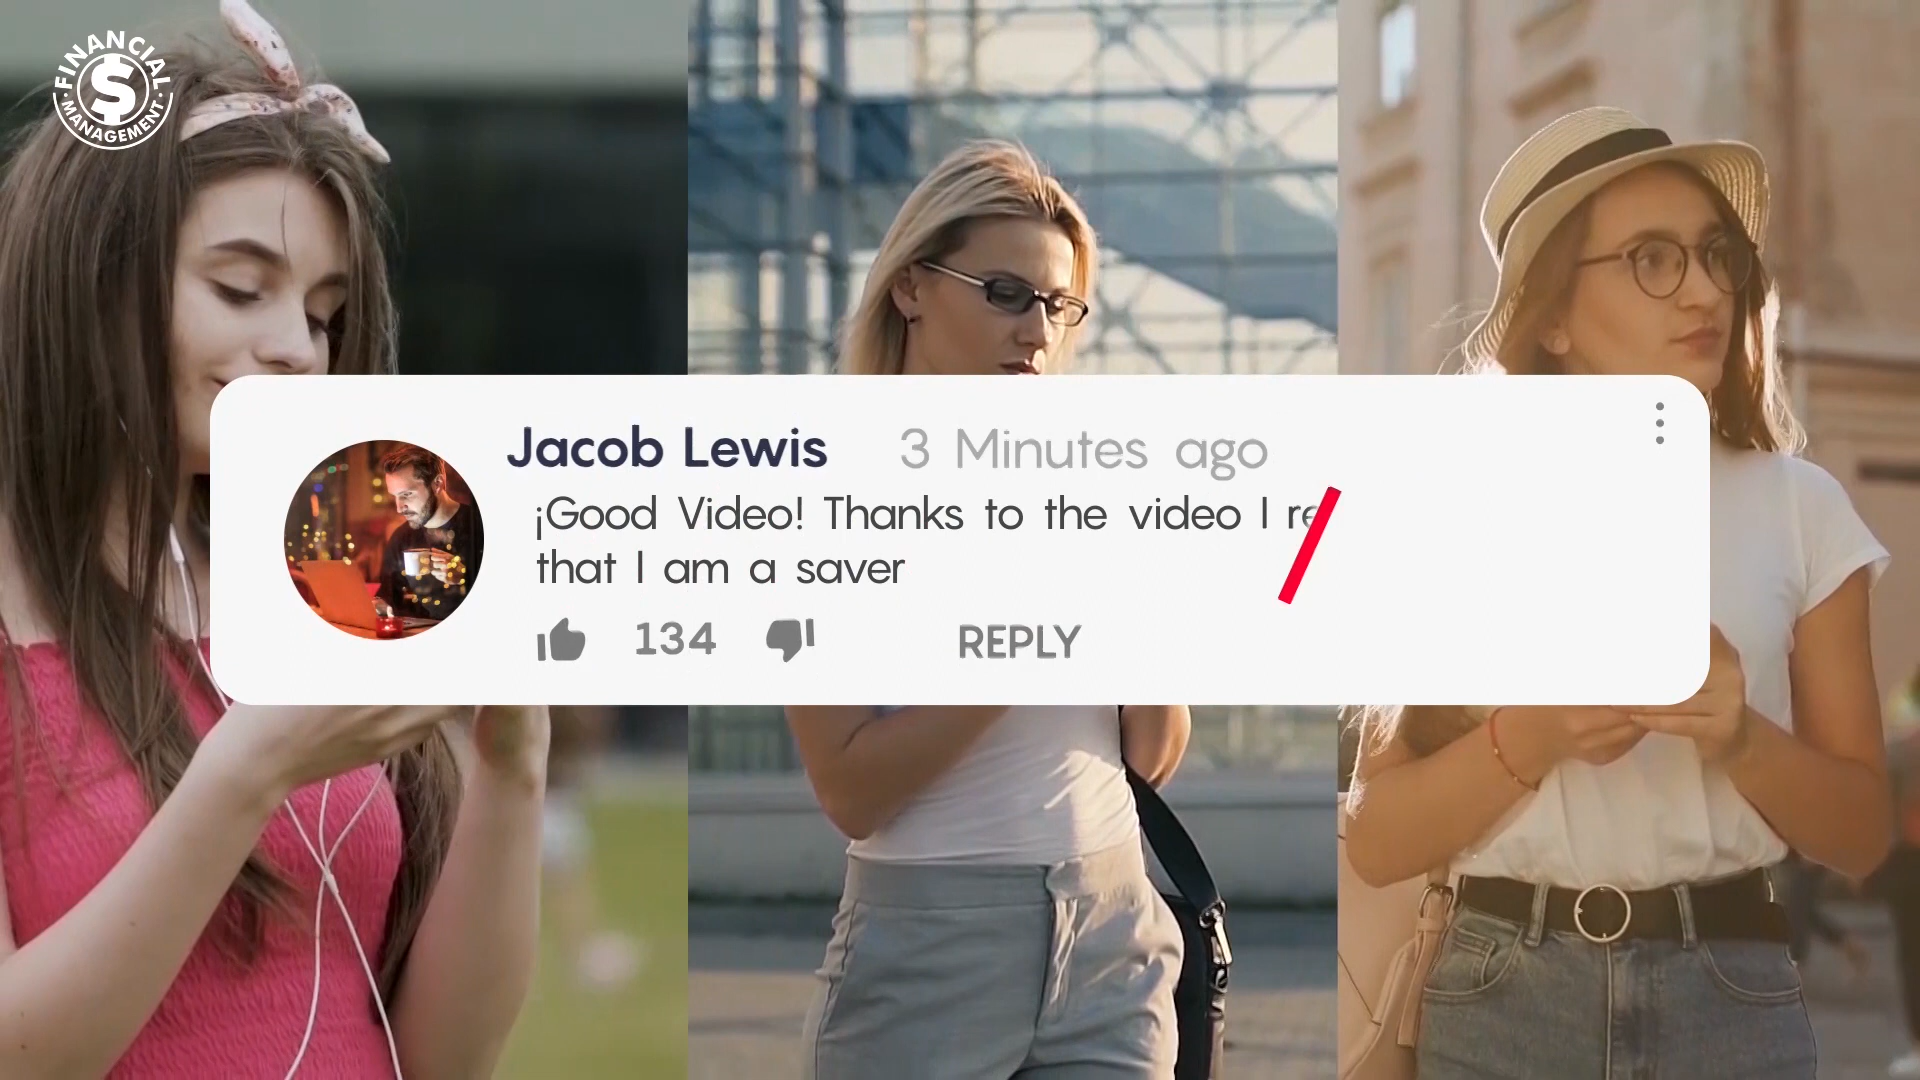 FINANCIAL
$
MANAGEMENT
Jacob Lewis 3 Minutes ago
¡Good Video! Thanks to the video I
that I am a saver
134 REPLY